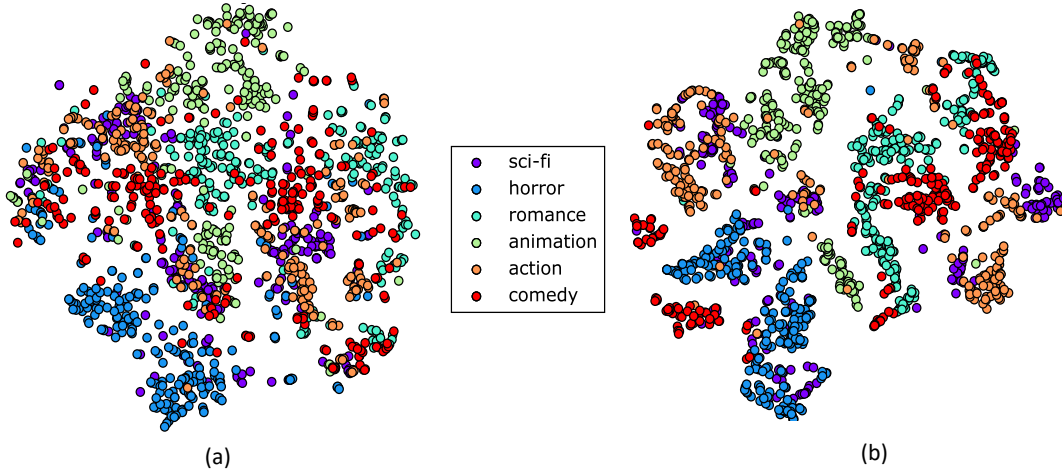 sci-fi
horror
romance
animation
action
comedy
(a)
(b)